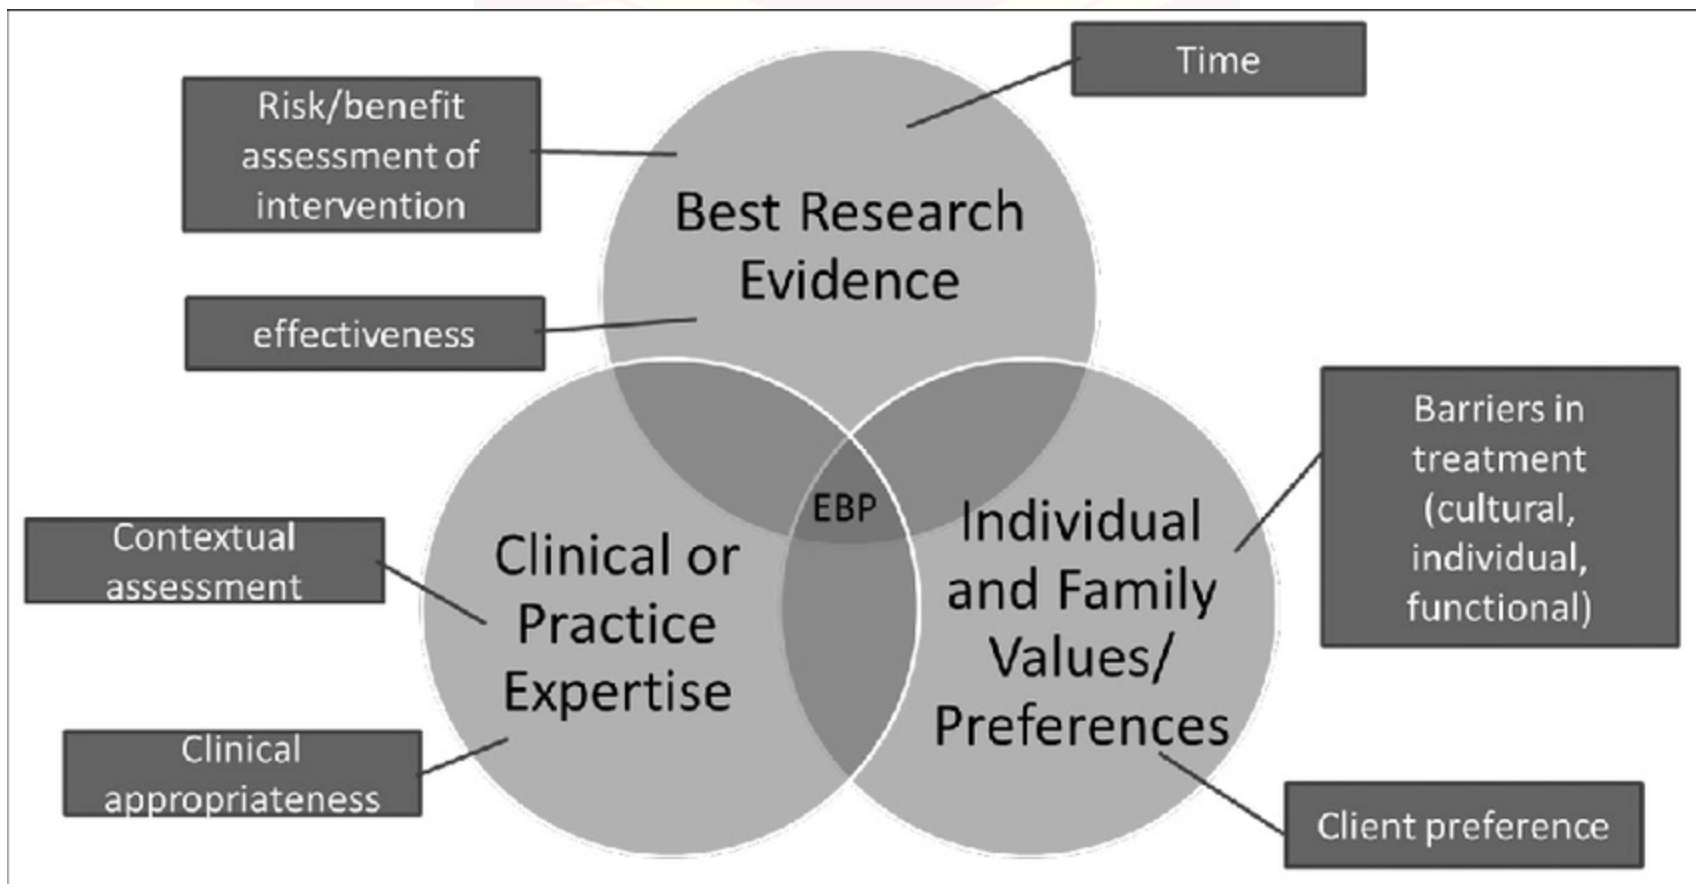 Time
Risk/benefit
assessment of
intervention
Best Research
Evidence
effectiveness
Barriers in
treatment
(cultural,
individual,
functional)
EBP
Individual
and Family
Values/
Preferences
Contextual
assessment
Clinical or
Practice
Expertise
Clinical
appropriateness
Client preference